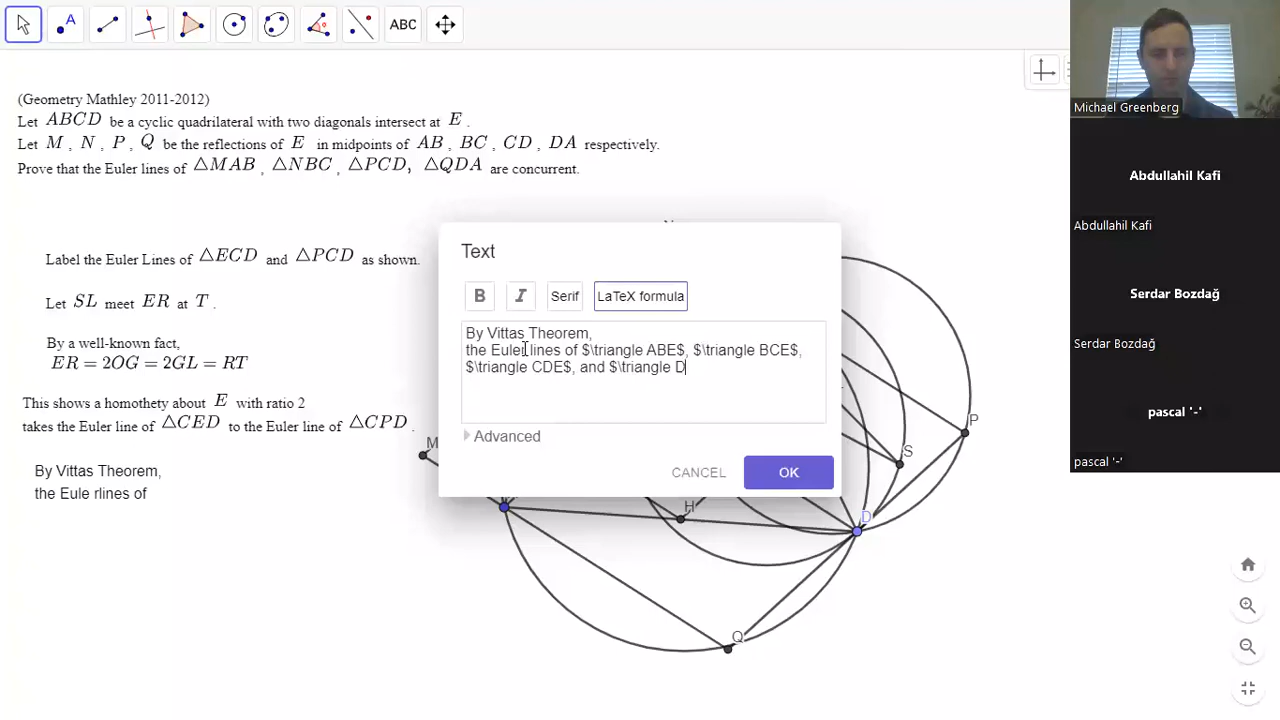 ABC
Michael Greenberg
(Geometry Mathley 2011-2012)
Let ABCD be a cyclic quadrilateral with two diagonals intersect at E .
Let M , N , P , Q be the reflections of E in midpoints of AB , BC , CD , DA respectively.
Prove that the Euler lines of △MAB , △NBC , △PCD, △QDA are concurrent.
Abdullahil Kafi
Abdullahil Kafi
Label the Euler Lines of △ECD and △PCD as shown.
Let SL meet ER at T .
By a well-known fact,
ER = 2OG = 2GL = RT
This shows a homothety about E with ratio 2
takes the Euler line of △CED to the Euler line of △CPD .
By Vittas Theorem,
the Eule rlines of
Text
B I Serif LaTeX formula
By Vittas Theorem,
the Euler lines of $\triangle ABE$, $\triangle BCE$,
$\triangle CDE$, and $\triangle D
Advanced
CANCEL OK
Serdar Bozdağ
Serdar Bozdağ
pascal '-'
pascal '-'
M
P
S
H
D
Q